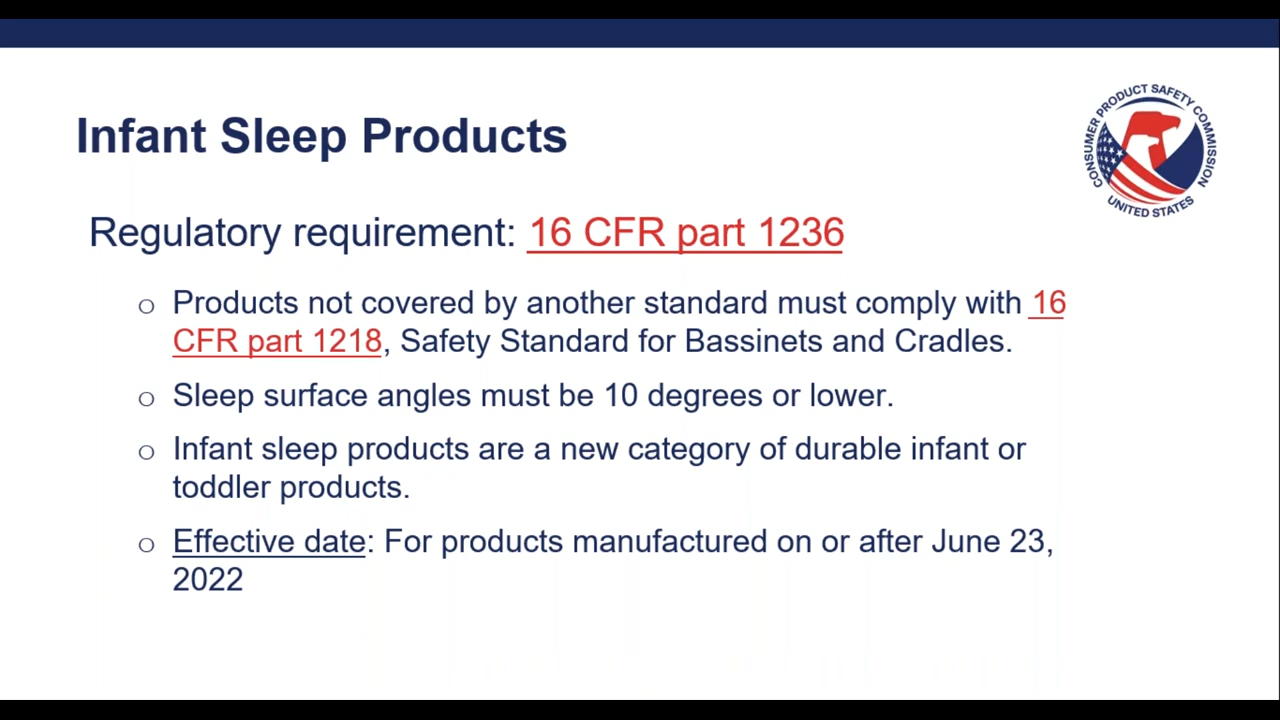 Infant Sleep Products
CONSUMER PRODUCT SAFETY COMMISSION
UNITED STATES
Regulatory requirement: 16 CFR part 1236
o Products not covered by another standard must comply with 16
CFR part 1218, Safety Standard for Bassinets and Cradles.
o Sleep surface angles must be 10 degrees or lower.
o Infant sleep products are a new category of durable infant or
toddler products.
o Effective date: For products manufactured on or after June 23,
2022